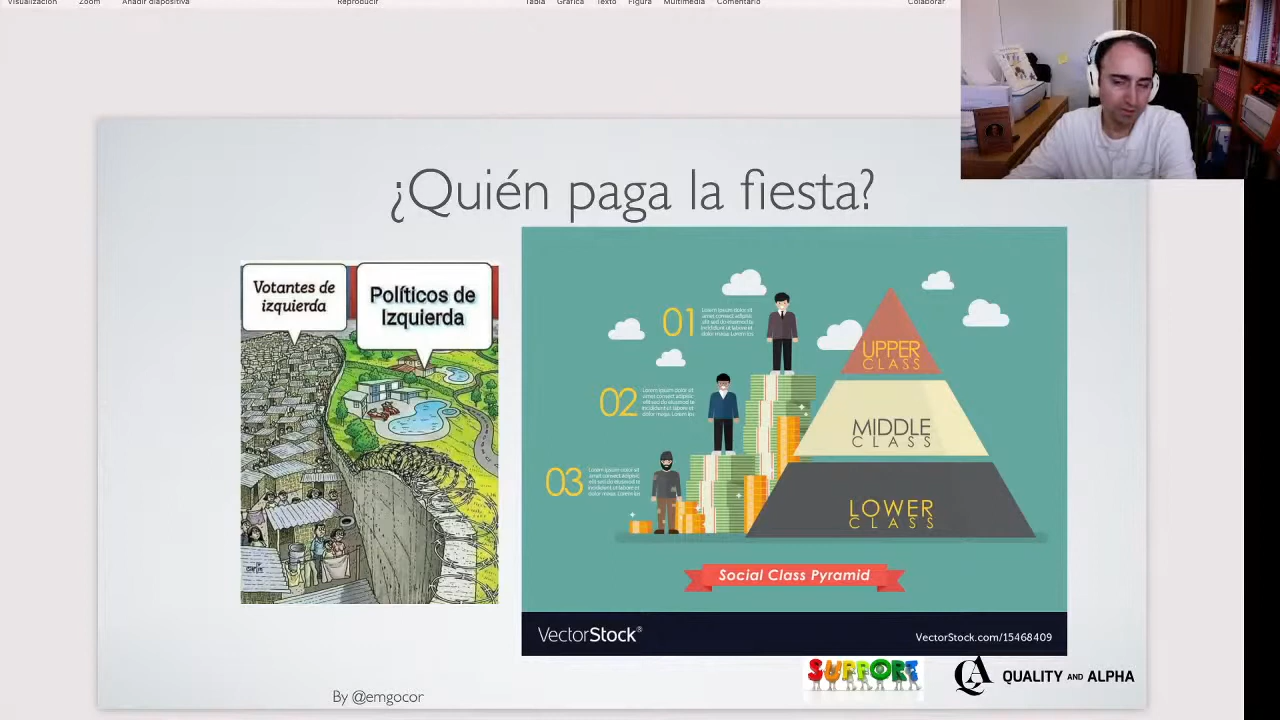 Visualización Zoom Añadir diapositiva Reproducir Tabla Gráfica Texto Figura Multimedia Comentario Colaborar
¿Quién paga la fiesta?
Votantes de
izquierda
Políticos de
Izquierda
01
02
03
UPPER
CLASS
MIDDLE
CLASS
LOWER
CLASS
Social Class Pyramid
VectorStock®
VectorStock.com/15468409
SUPPORT
QA QUALITY AND ALPHA
By @emgocor